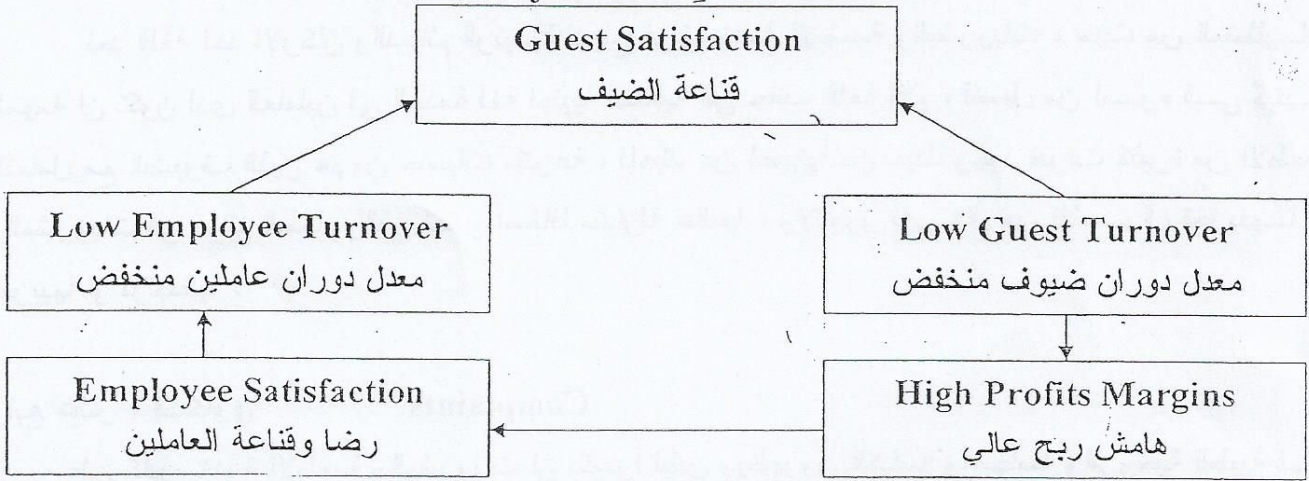 Guest Satisfaction
قناعة الضيف
Low Employee Turnover
معدل دوران عاملين منخفض
Low Guest Turnover
معدل دوران ضيوف منخفض
Employee Satisfaction
رضا وقناعة العاملين
High Profits Margins
هامش ربح عالي